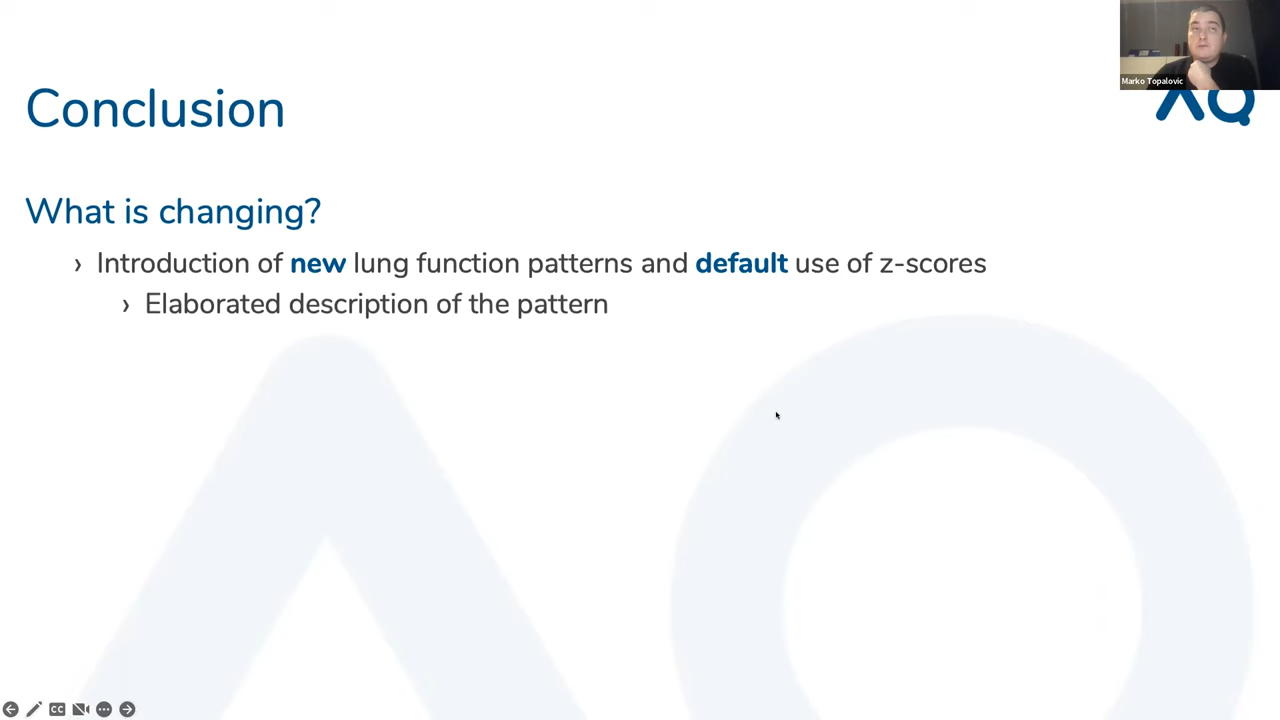 Marko Topalovic
Conclusion
What is changing?
› Introduction of new lung function patterns and default use of z-scores
› Elaborated description of the pattern
CC